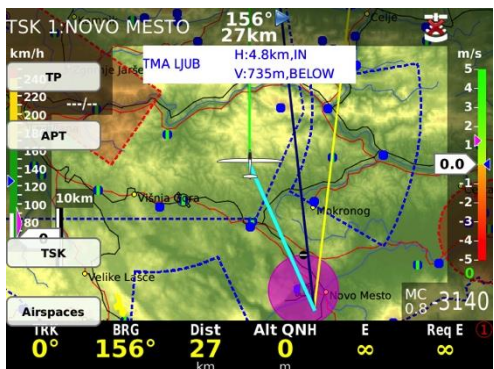 TSK 1:NOVO MESTO
156°
27km
Celje
km/h
m/s
TMA LJUB
H:4.8km,IN
V:735m,BELOW
TP
220
200
---/---
APT
160
140
120
100
80
10km
Višnja Gora
Mokronog
TSK
Velike Lašče
Novo Mesto
Airspaces
5
4
3
2
1
0.0
-1
-2
-3
-4
-5
0
MC
0.8
-3140
TRK
BRG
Dist
Alt QNH
E
Req E
1
0°
156°
27
0
∞
∞
km
m